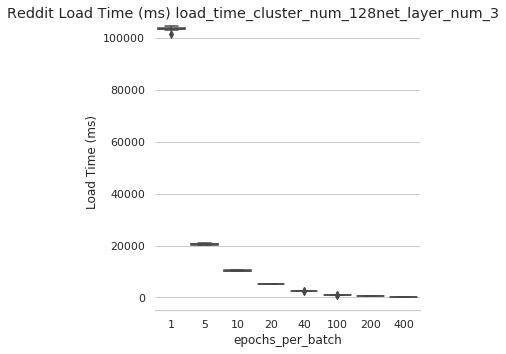 Reddit Load Time (ms) load_time_cluster_num_128net_layer_num_3
100000
80000
60000
40000
20000
0
Load Time (ms)
1 5 10 20 40 100 200 400
epochs_per_batch